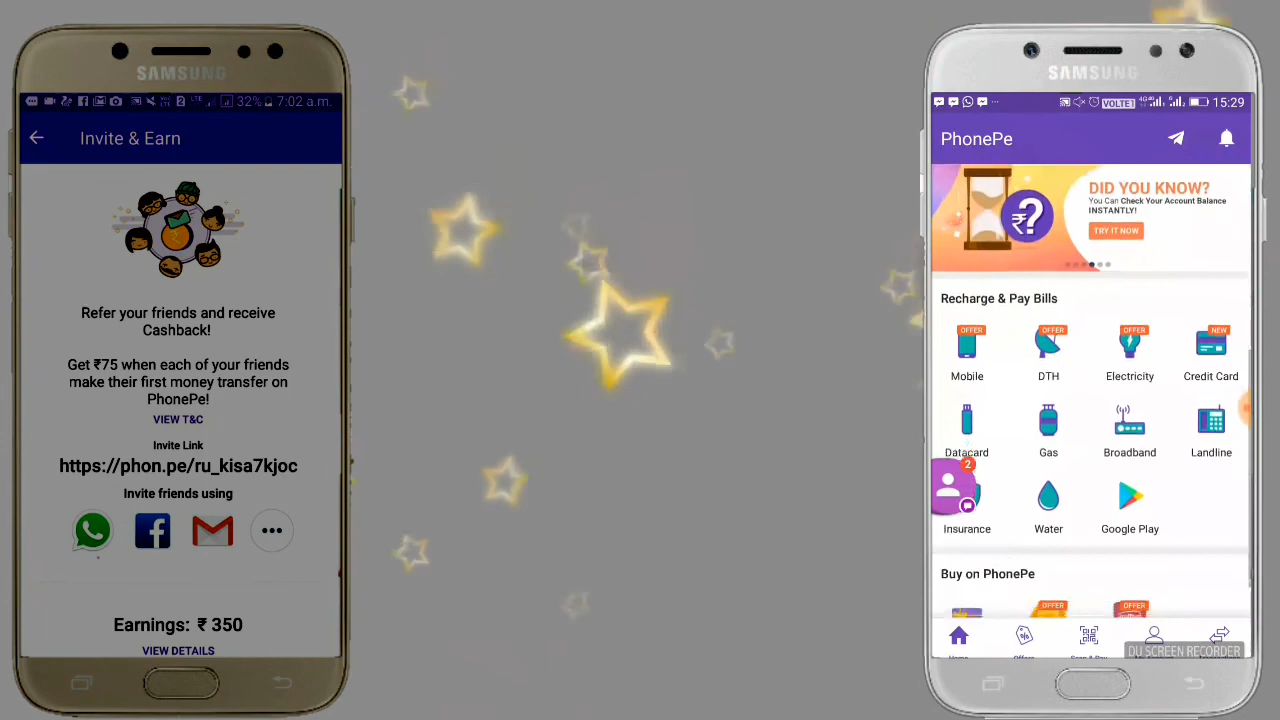 SAMSUNG
32% 7:02 a.m.
Invite & Earn
Refer your friends and receive
Cashback!
Get ₹75 when each of your friends
make their first money transfer on
PhonePe!
VIEW T&C
Invite Link
https://phon.pe/ru_kisa7kjoc
Invite friends using
Earnings: ₹ 350
VIEW DETAILS
SAMSUNG
VOLTE1 15:29
PhonePe
DID YOU KNOW?
You Can Check Your Account Balance
INSTANTLY!
TRY IT NOW
Recharge & Pay Bills
OFFER OFFER OFFER NEW
Mobile DTH Electricity Credit Card
Datacard Gas Broadband Landline
2
Insurance Water Google Play
Buy on PhonePe
OFFER OFFER
DU SCREEN RECORDER